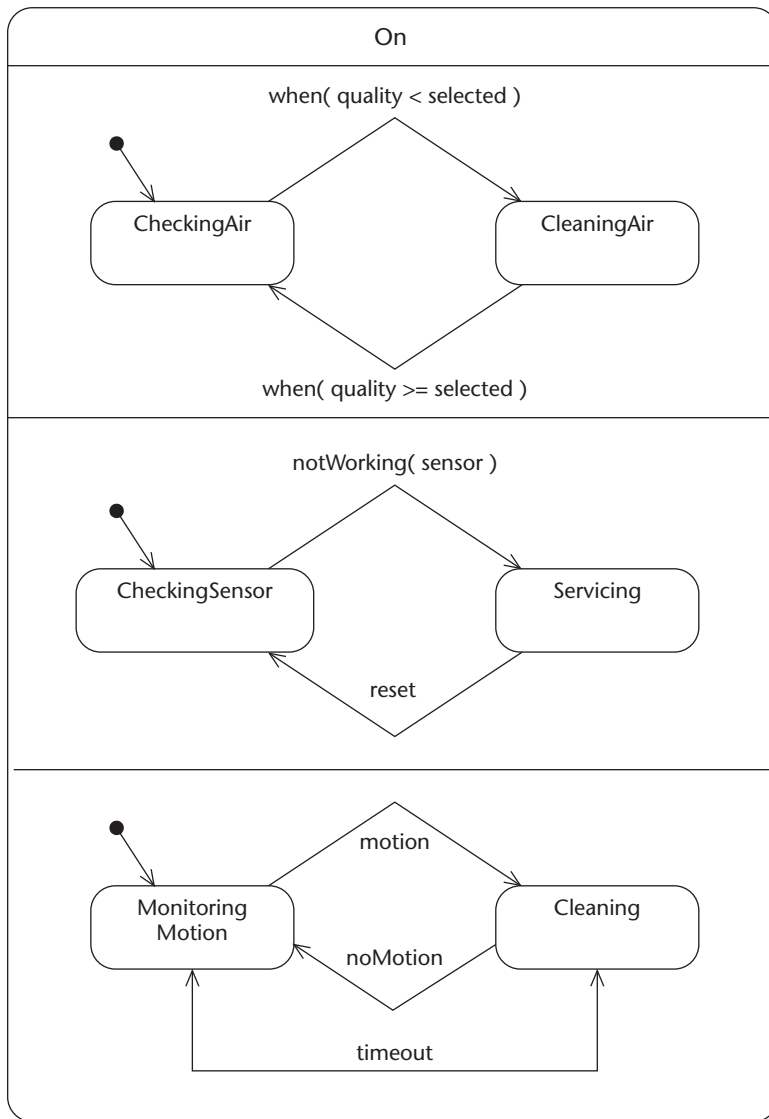 On
when( quality < selected )
CheckingAir
CleaningAir
when( quality >= selected )
notWorking( sensor )
CheckingSensor
Servicing
reset
motion
Monitoring
Motion
Cleaning
noMotion
timeout